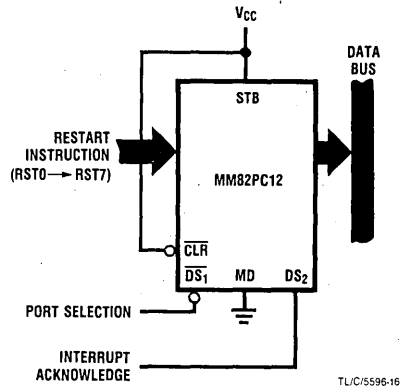 VCC
DATA
BUS
STB
RESTART
INSTRUCTION
(RST0 → RST7)
MM82PC12
CLR
DS1 MD DS2
PORT SELECTION
INTERRUPT
ACKNOWLEDGE
TL/C/5596-16